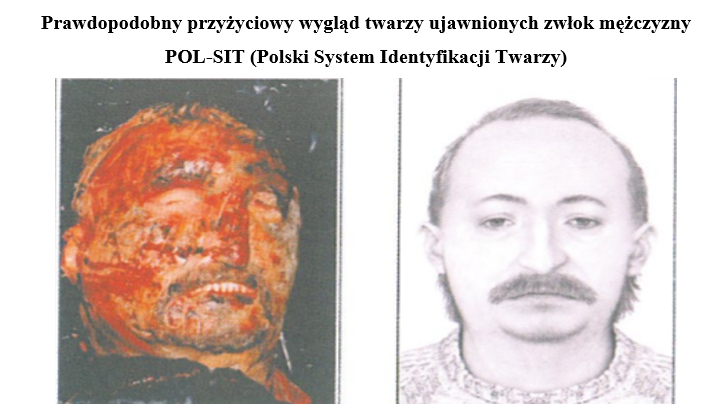 Prawdopodobny przyżyciowy wygląd twarzy ujawnionych zwłok mężczyzny
POL-SIT (Polski System Identyfikacji Twarzy)